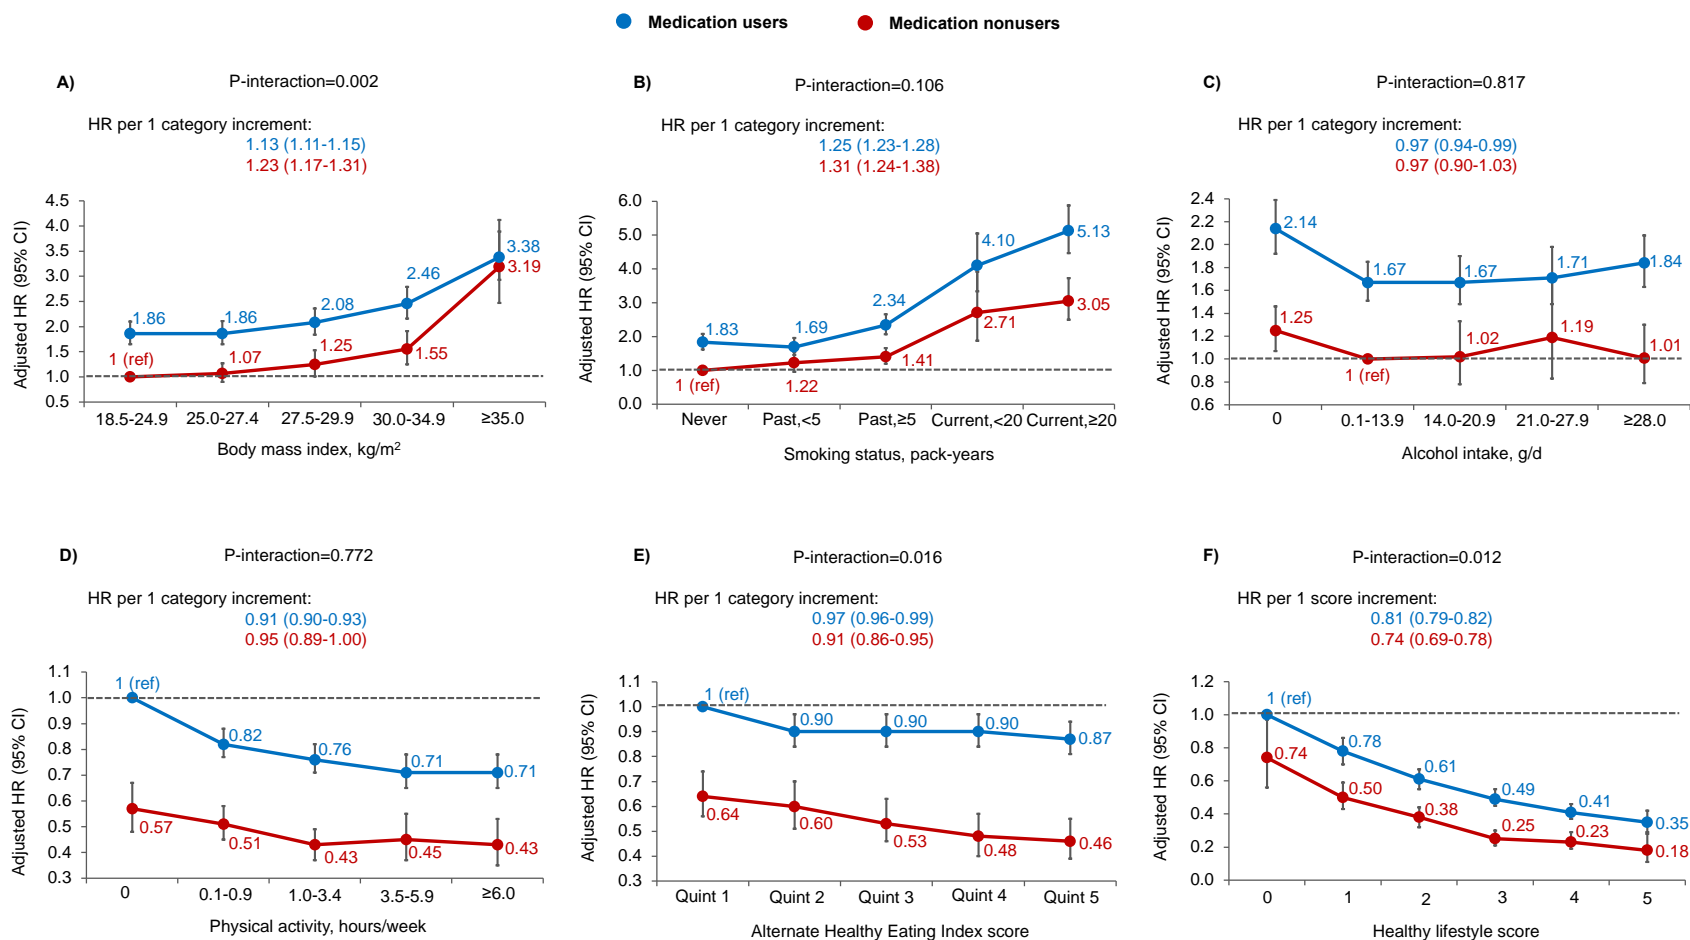 Medication users
Medication nonusers
A)
P-interaction=0.002
HR per 1 category increment:
1.13 (1.11-1.15)
1.23 (1.17-1.31)
Adjusted HR (95% CI)
4.5
4.0
3.5
3.0
2.5
2.0
1.5
1.0
0.5
1.86
1.86
2.08
2.46
3.38
1 (ref)
1.07
1.25
1.55
3.19
18.5-24.9
25.0-27.4
27.5-29.9
30.0-34.9
≥35.0
Body mass index, kg/m²
B)
P-interaction=0.106
HR per 1 category increment:
1.25 (1.23-1.28)
1.31 (1.24-1.38)
Adjusted HR (95% CI)
6.0
5.0
4.0
3.0
2.0
1.0
0.0
1.83
1.69
2.34
4.10
5.13
1 (ref)
1.22
1.41
2.71
3.05
Never
Past,<5
Past,≥5
Current,<20
Current,≥20
Smoking status, pack-years
C)
P-interaction=0.817
HR per 1 category increment:
0.97 (0.94-0.99)
0.97 (0.90-1.03)
Adjusted HR (95% CI)
2.4
2.2
2.0
1.8
1.6
1.4
1.2
1.0
0.8
0.6
2.14
1.67
1.67
1.71
1.84
1.25
1 (ref)
1.02
1.19
1.01
0
0.1-13.9
14.0-20.9
21.0-27.9
≥28.0
Alcohol intake, g/d
D)
P-interaction=0.772
HR per 1 category increment:
0.91 (0.90-0.93)
0.95 (0.89-1.00)
Adjusted HR (95% CI)
1.1
1.0
0.9
0.8
0.7
0.6
0.5
0.4
0.3
1 (ref)
0.82
0.76
0.71
0.71
0.57
0.51
0.43
0.45
0.43
0
0.1-0.9
1.0-3.4
3.5-5.9
≥6.0
Physical activity, hours/week
E)
P-interaction=0.016
HR per 1 category increment:
0.97 (0.96-0.99)
0.91 (0.86-0.95)
Adjusted HR (95% CI)
1.1
1.0
0.9
0.8
0.7
0.6
0.5
0.4
0.3
1 (ref)
0.90
0.90
0.90
0.87
0.64
0.60
0.53
0.48
0.46
Quint 1
Quint 2
Quint 3
Quint 4
Quint 5
Alternate Healthy Eating Index score
F)
P-interaction=0.012
HR per 1 score increment:
0.81 (0.79-0.82)
0.74 (0.69-0.78)
Adjusted HR (95% CI)
1.2
1.0
0.8
0.6
0.4
0.2
0.0
1 (ref)
0.78
0.61
0.49
0.41
0.35
0.74
0.50
0.38
0.25
0.23
0.18
0
1
2
3
4
5
Healthy lifestyle score